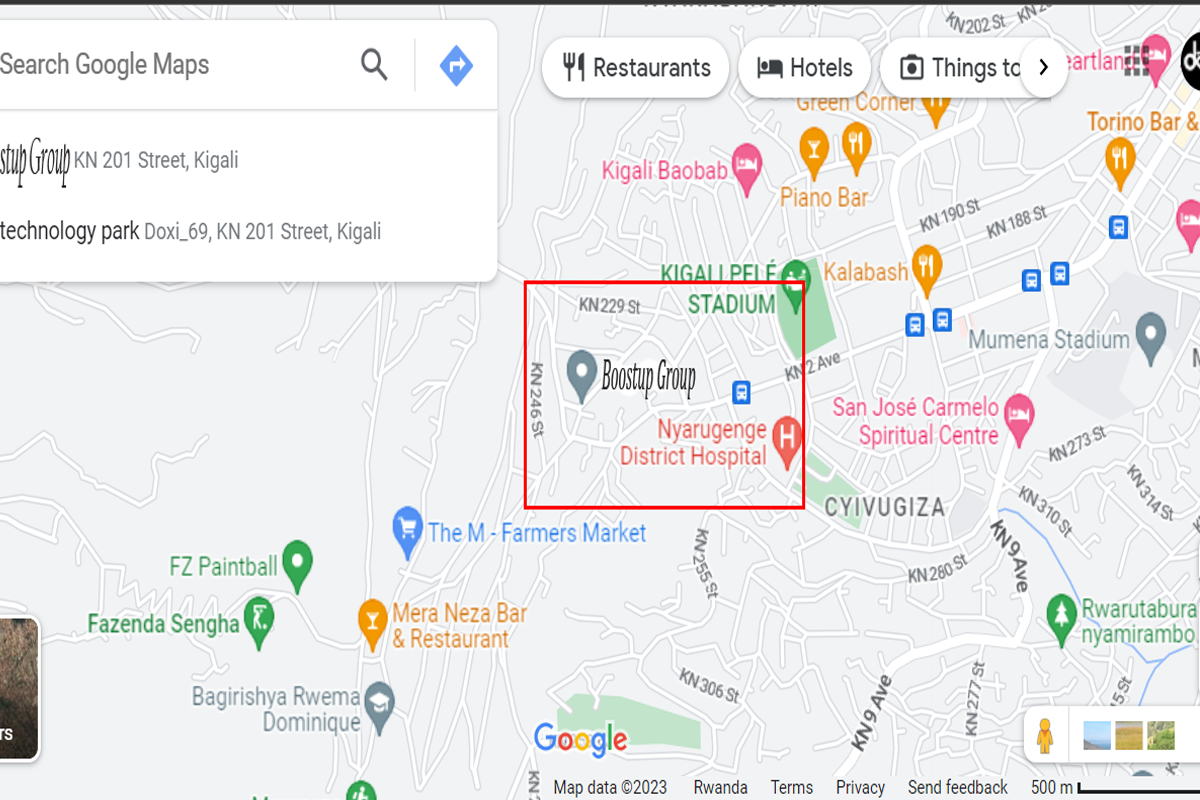 Search Google Maps
stup Group KN 201 Street, Kigali
technology park Doxi_69, KN 201 Street, Kigali
Restaurants
Hotels
Things to
KN 202 St
eartland
Green Corner
Torino Bar &
Kigali Baobab
Piano Bar
KN 190 St
KN 188 St
KIGALI PELÉ
STADIUM
Kalabash
KN 229 St
Mumena Stadium
KN 2 Ave
KN 246 St
Boostup Group
San José Carmelo
Spiritual Centre
Nyarugenge
District Hospital
H
KN 273 St
KN 314 St
CYIVUGIZA
KN 310 St
The M - Farmers Market
KN 9 Ave
KN 255 St
FZ Paintball
KN 280 St
Fazenda Sengha
Mera Neza Bar
& Restaurant
Rwarutabura
nyamirambo
Bagirishya Rwema
Dominique
KN 306 St
KN 277 St
15 St
KN 9 Ave
RS
Google
Map data ©2023
Rwanda
Terms
Privacy
Send feedback
500 m